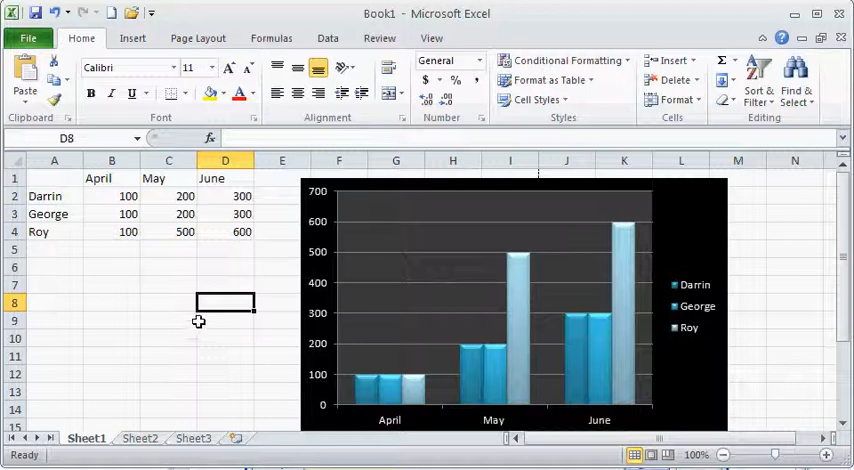 Book1 - Microsoft Excel
File Home Insert Page Layout Formulas Data Review View
Calibri 11 General Conditional Formatting Insert
Paste Format as Table Delete Sort & Find &
Cell Styles Format Filter Select
Clipboard Font Alignment Number Styles Cells Editing
D8 fx
A B C D E F G H I J K L M N
1 April May June
2 Darrin 100 200 300
3 George 100 200 300
4 Roy 100 500 600
5
6
7
8
9
10
11
12
13
14
15
700
600
500
400
300
200
100
0
April May June
Darrin
George
Roy
Sheet1 Sheet2 Sheet3
Ready 100%